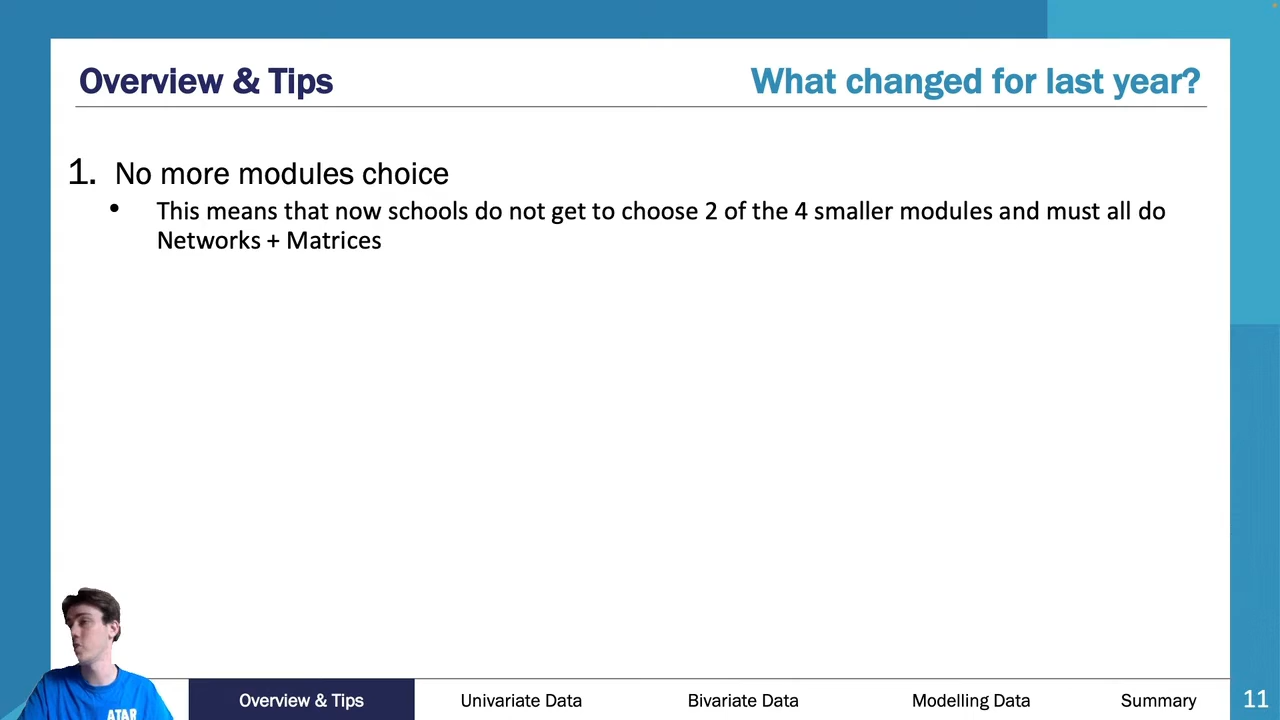 Overview & Tips
What changed for last year?
1. No more modules choice
• This means that now schools do not get to choose 2 of the 4 smaller modules and must all do
Networks + Matrices
ATAR
Overview & Tips
Univariate Data
Bivariate Data
Modelling Data
Summary
11